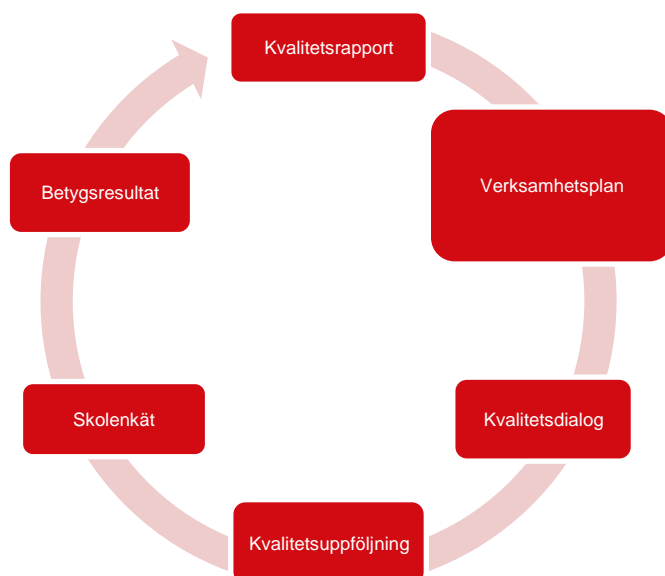 Kvalitetsrapport
Verksamhetsplan
Kvalitetsdialog
Kvalitetsuppföljning
Skolenkät
Betygsresultat